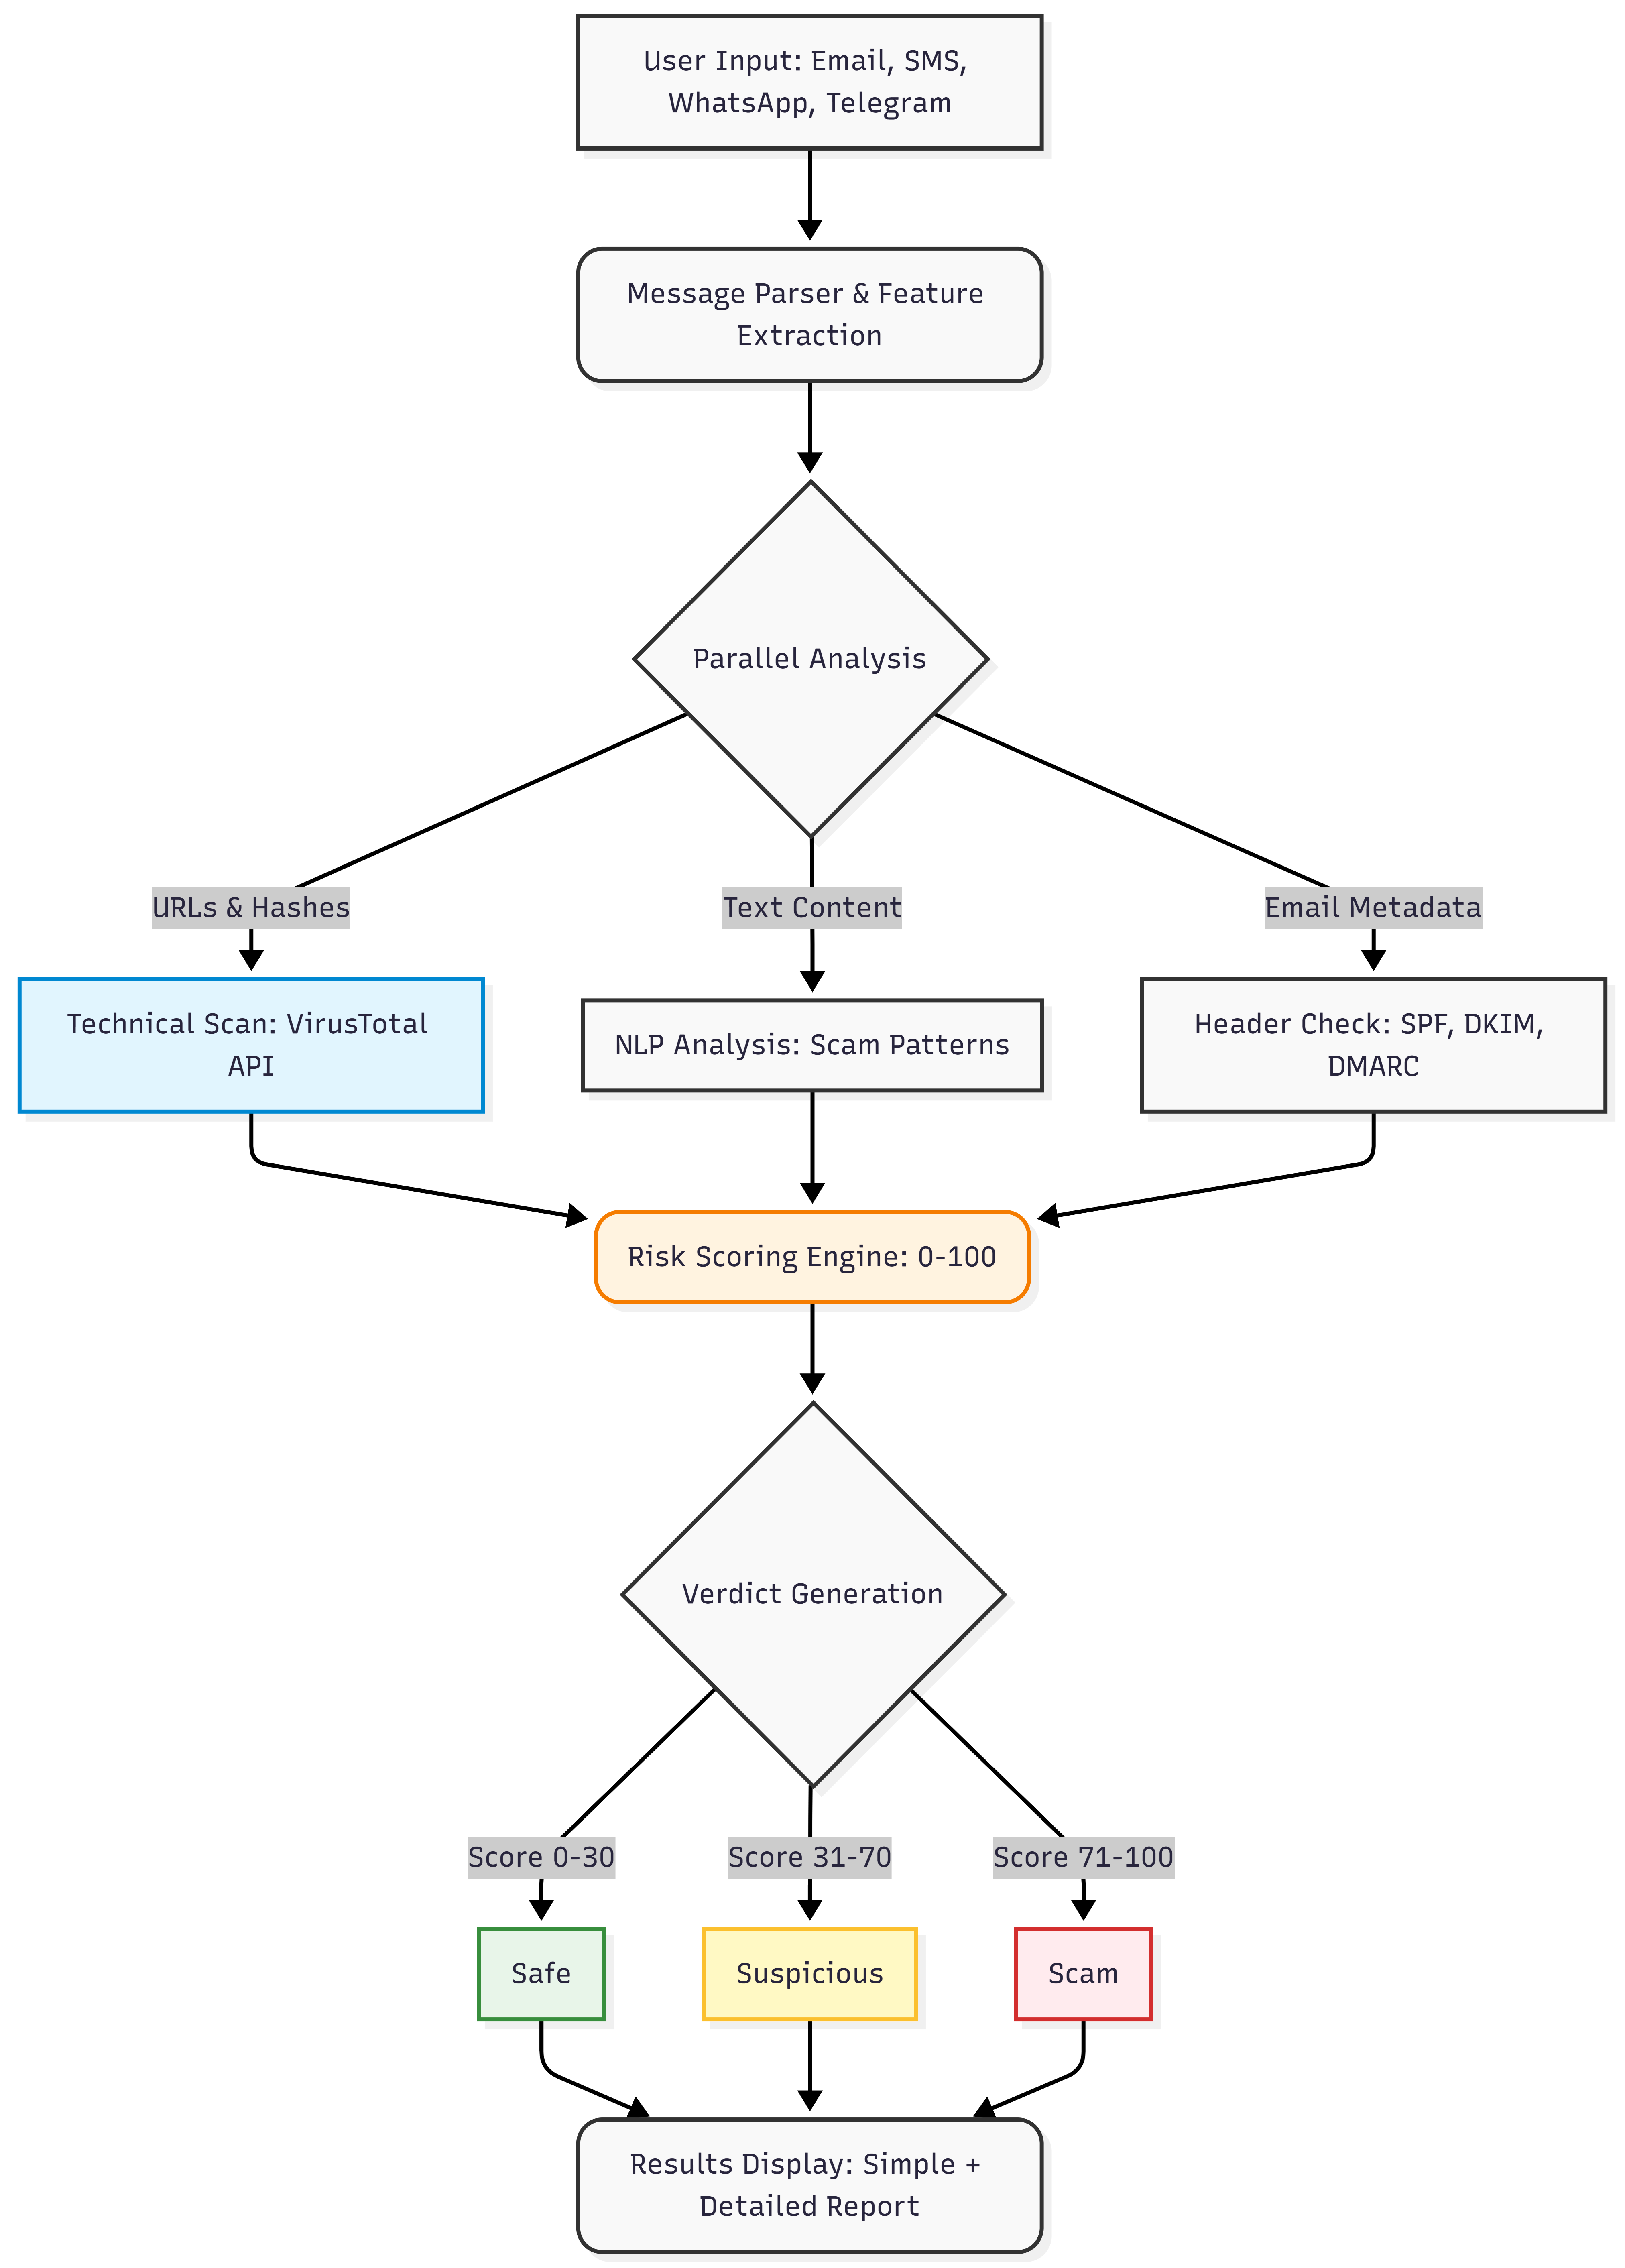 User Input: Email, SMS,
WhatsApp, Telegram
Message Parser & Feature
Extraction
Parallel Analysis
URLs & Hashes
Text Content
Email Metadata
Technical Scan: VirusTotal
API
NLP Analysis: Scam Patterns
Header Check: SPF, DKIM,
DMARC
Risk Scoring Engine: 0-100
Verdict Generation
Score 0-30
Score 31-70
Score 71-100
Safe
Suspicious
Scam
Results Display: Simple +
Detailed Report